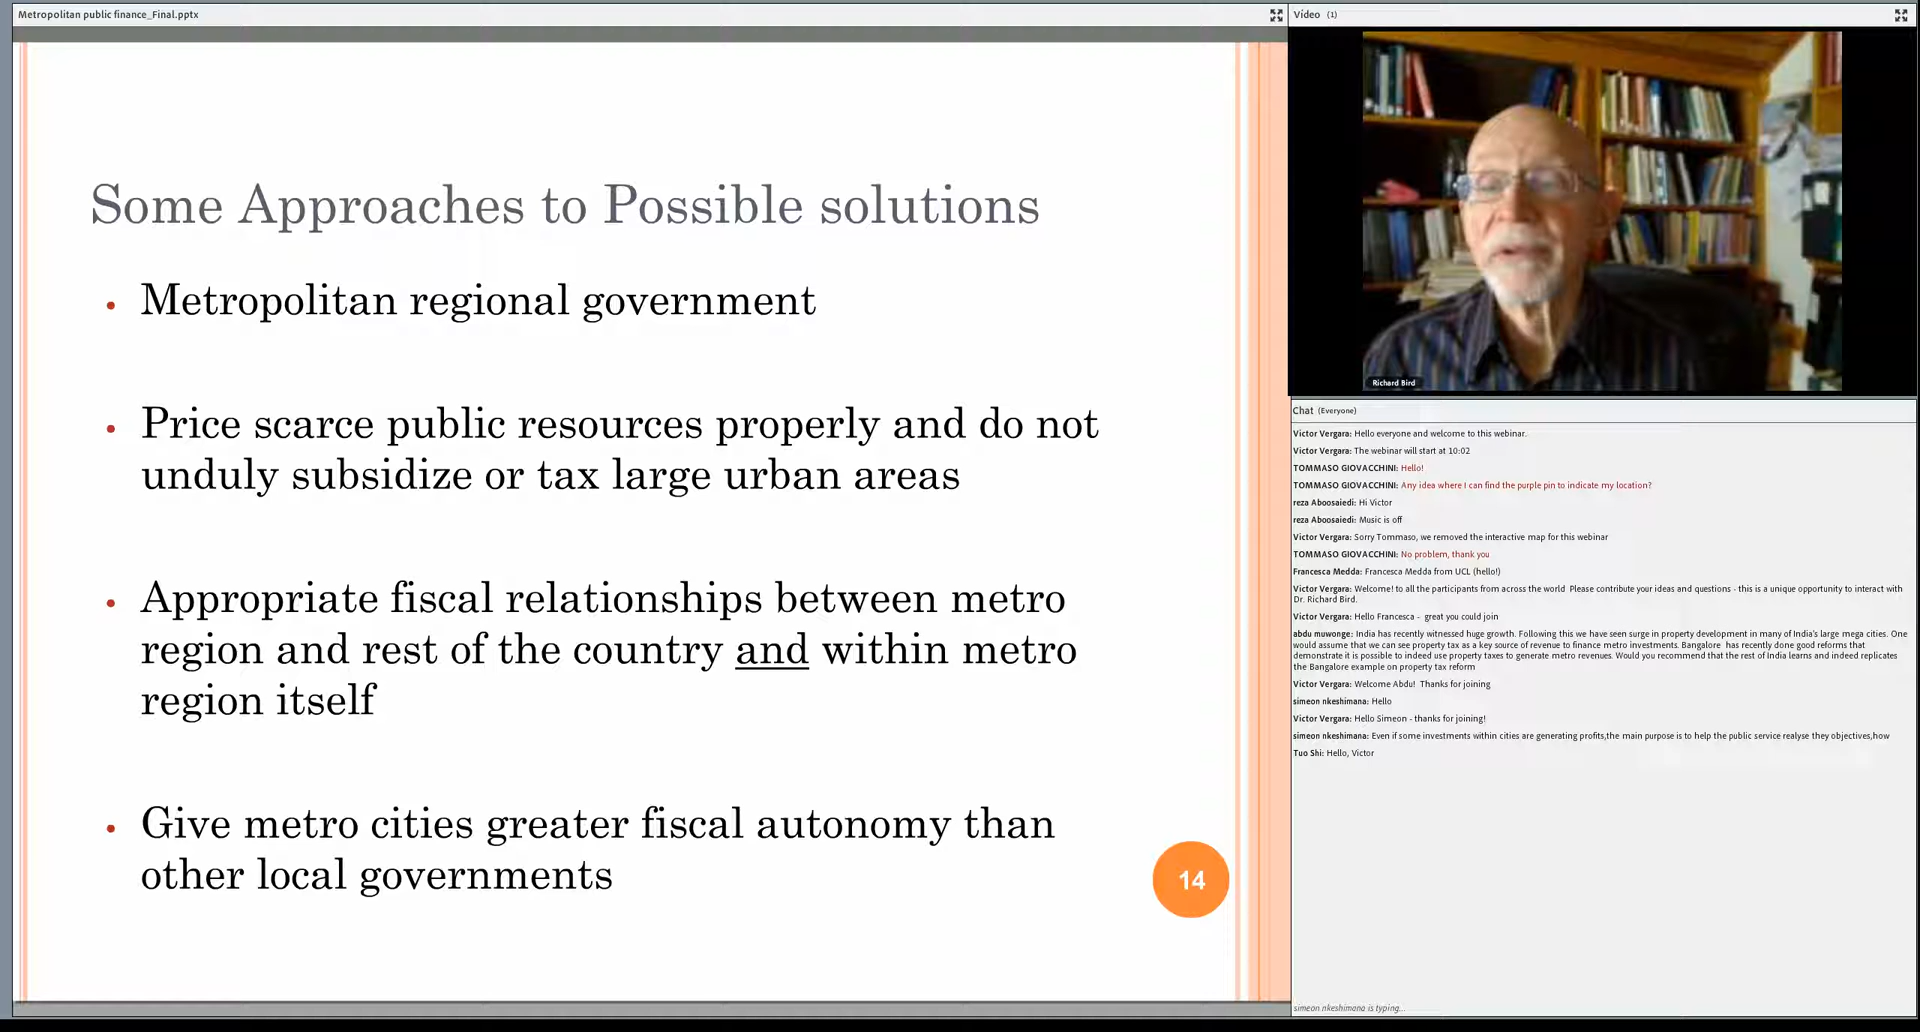 Metropolitan public finance_Final.pptx
Some Approaches to Possible solutions
• Metropolitan regional government
• Price scarce public resources properly and do not
unduly subsidize or tax large urban areas
• Appropriate fiscal relationships between metro
region and rest of the country and within metro
region itself
• Give metro cities greater fiscal autonomy than
other local governments
14
Video (1)
Richard Bird
Chat (Everyone)
Victor Vergara: Hello everyone and welcome to this webinar.
Victor Vergara: The webinar will start at 10:02
TOMMASO GIOVACCHINI: Hello!
TOMMASO GIOVACCHINI: Any idea where I can find the purple pin to indicate my location?
reza Aboosaiedi: Hi Victor
reza Aboosaiedi: Music is off
Victor Vergara: Sorry Tommaso, we removed the interactive map for this webinar
TOMMASO GIOVACCHINI: No problem, thank you
Francesca Medda: Francesca Medda from UCL (hello!)
Victor Vergara: Welcome! to all the participants from across the world Please contribute your ideas and questions - this is a unique opportunity to interact with
Dr. Richard Bird.
Victor Vergara: Hello Francesca - great you could join
abdu muwonge: India has recently witnessed huge growth. Following this we have seen surge in property development in many of India's large mega cities. One
would assume that we can see property tax as a key source of revenue to finance metro investments. Bangalore has recently done good reforms that
demonstrate it is possible to indeed use property taxes to generate metro revenues. Would you recommend that the rest of India learns and indeed replicates
the Bangalore example on property tax reform
Victor Vergara: Welcome Abdu! Thanks for joining
simeon nkeshimana: Hello
Victor Vergara: Hello Simeon - thanks for joining!
simeon nkeshimana: Even if some investments within cities are generating profits,the main purpose is to help the public service realyse they objectives,how
Tuo Shi: Hello, Victor
simeon nkeshimana is typing...